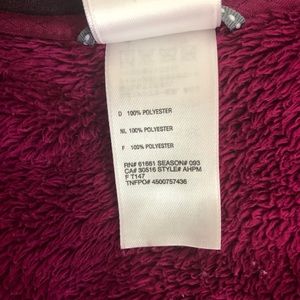 D 100% POLYESTER
NL 100% POLYESTER
F 100% POLYESTER
RN# 61661 SEASON# 093
CA# 30516 STYLE# AHPM
F T147
TNFPO# 4500757436